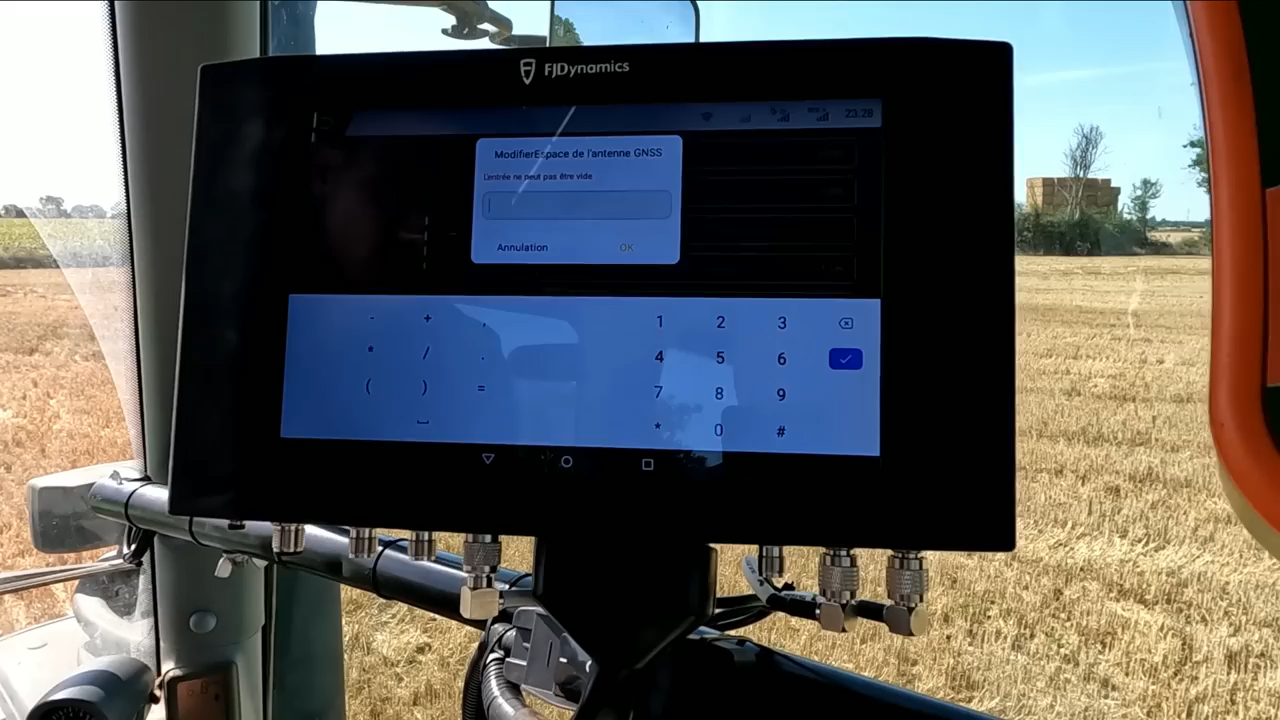 FJDynamics
23:28
ModifierEspace de l'antenne GNSS
L'entrée ne peut pas être vide
Annulation OK
- + , 1 2 3
* / . 4 5 6
( ) = 7 8 9
* 0 #